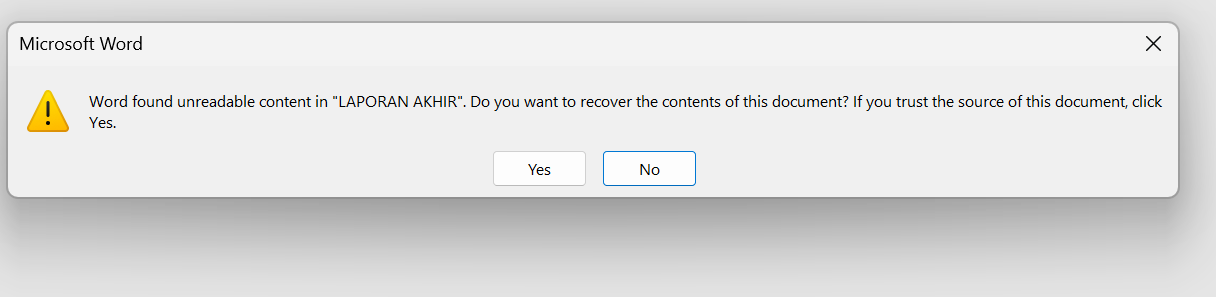 Microsoft Word
Word found unreadable content in "LAPORAN AKHIR". Do you want to recover the contents of this document? If you trust the source of this document, click
Yes.
Yes
No